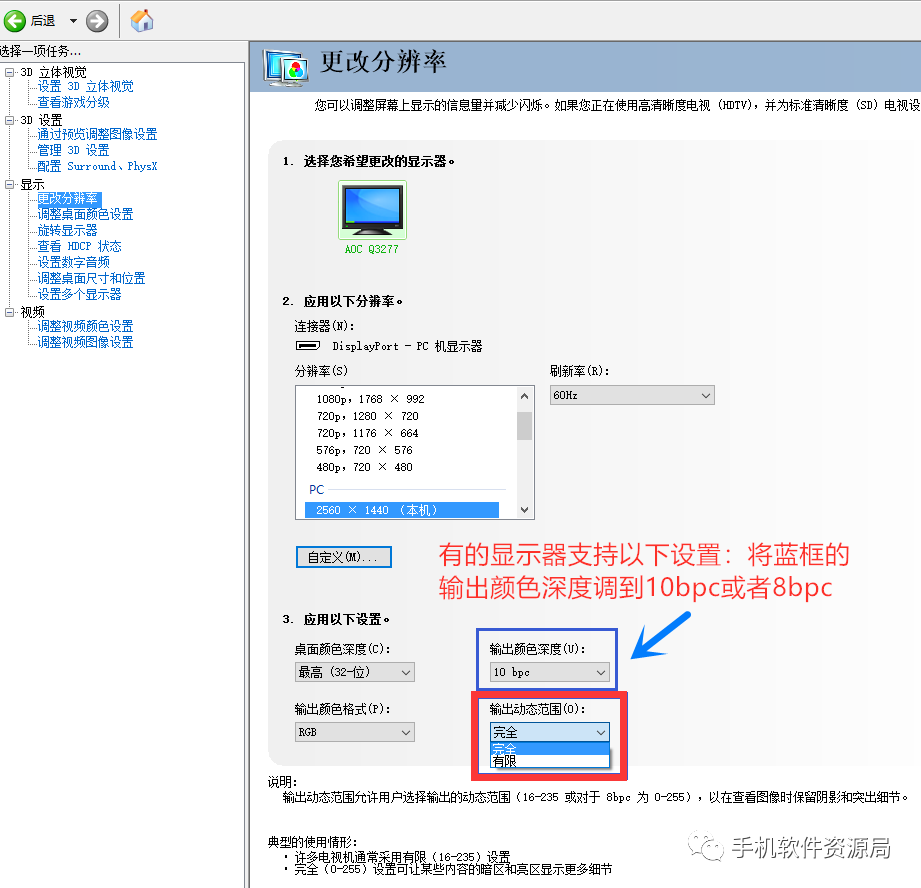 后退
选择一项任务...
3D 立体视觉
设置 3D 立体视觉
查看游戏分级
3D 设置
通过预览调整图像设置
管理 3D 设置
配置 Surround、PhysX
显示
更改分辨率
调整桌面颜色设置
旋转显示器
查看 HDCP 状态
设置数字音频
调整桌面尺寸和位置
设置多个显示器
视频
调整视频颜色设置
调整视频图像设置
更改分辨率
您可以调整屏幕上显示的信息量并减少闪烁。如果您正在使用高清晰度电视 (HDTV)，并为标准清晰度 (SD) 电视设
1. 选择您希望更改的显示器。
AOC Q3277
2. 应用以下分辨率。
连接器(N):
DisplayPort - PC 机显示器
分辨率(S)
刷新率(R):
1080p, 1768 × 992
60Hz
720p, 1280 × 720
720p, 1176 × 664
576p, 720 × 576
480p, 720 × 480
PC
2560 × 1440 (本机)
自定义(M)...
有的显示器支持以下设置：将蓝框的
输出颜色深度调到10bpc或者8bpc
3. 应用以下设置。
桌面颜色深度(C):
输出颜色深度(U):
最高 (32-位)
10 bpc
输出颜色格式(P):
输出动态范围(O):
RGB
完全
完全
有限
说明:
输出动态范围允许用户选择输出的动态范围 (16-235 或对于 8bpc 为 0-255)，以在查看图像时保留阴影和突出细节。
典型的使用情形:
· 许多电视机通常采用有限 (16-235) 设置
· 完全 (0-255) 设置可让某些内容的暗区和亮区显示更多细节
手机软件资源局